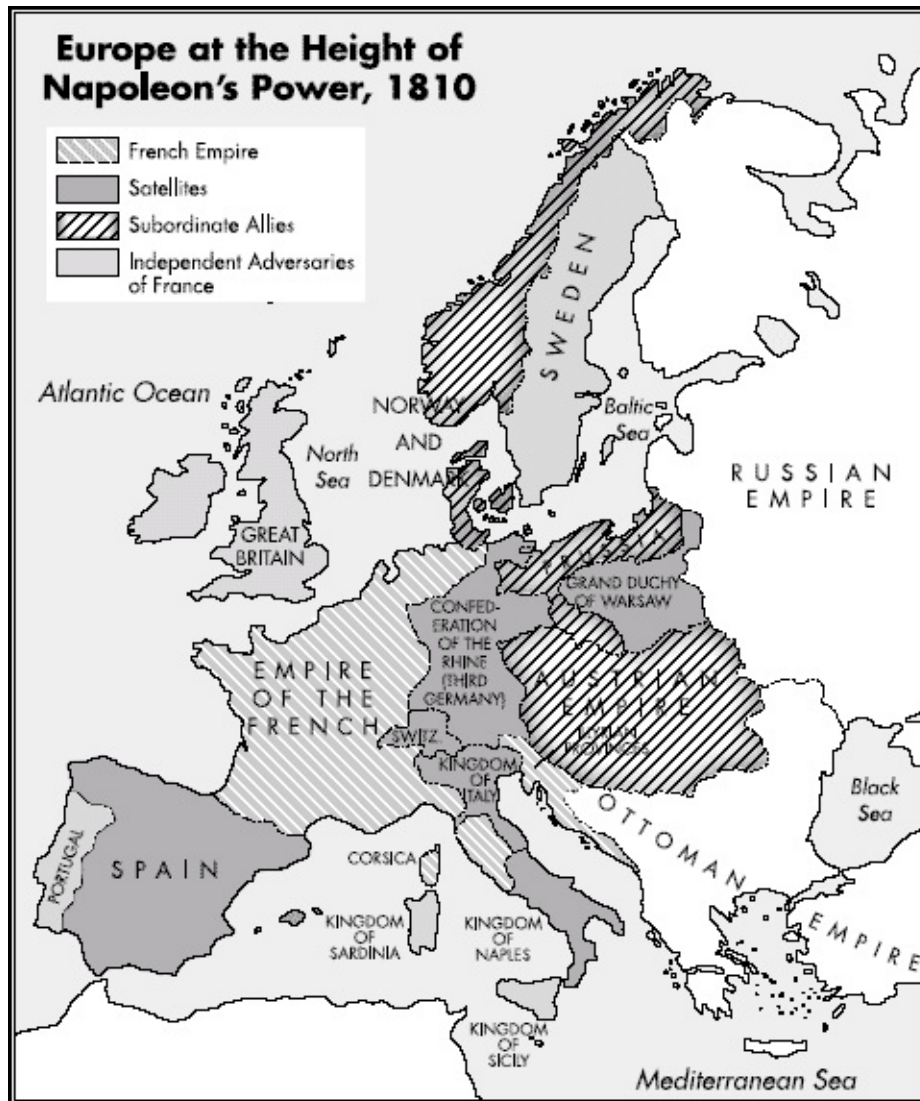 Europe at the Height of
Napoleon's Power, 1810
French Empire
Satellites
Subordinate Allies
Independent Adversaries
of France
Atlantic Ocean
North
Sea
NORWAY
AND
DENMARK
SWEDEN
Baltic
Sea
RUSSIAN
EMPIRE
GREAT
BRITAIN
PRUSSIA
GRAND DUCHY
OF WARSAW
CONFED-
ERATION
OF THE
RHINE
(THIRD
GERMANY)
EMPIRE
OF THE
FRENCH
AUSTRIAN
EMPIRE
ILLYRIAN
PROVINCES
SWITZ.
KINGDOM
OF
ITALY
OTTOMAN
EMPIRE
Black
Sea
PORTUGAL
SPAIN
CORSICA
KINGDOM
OF
SARDINIA
KINGDOM
OF
NAPLES
KINGDOM
OF
SICILY
Mediterranean Sea